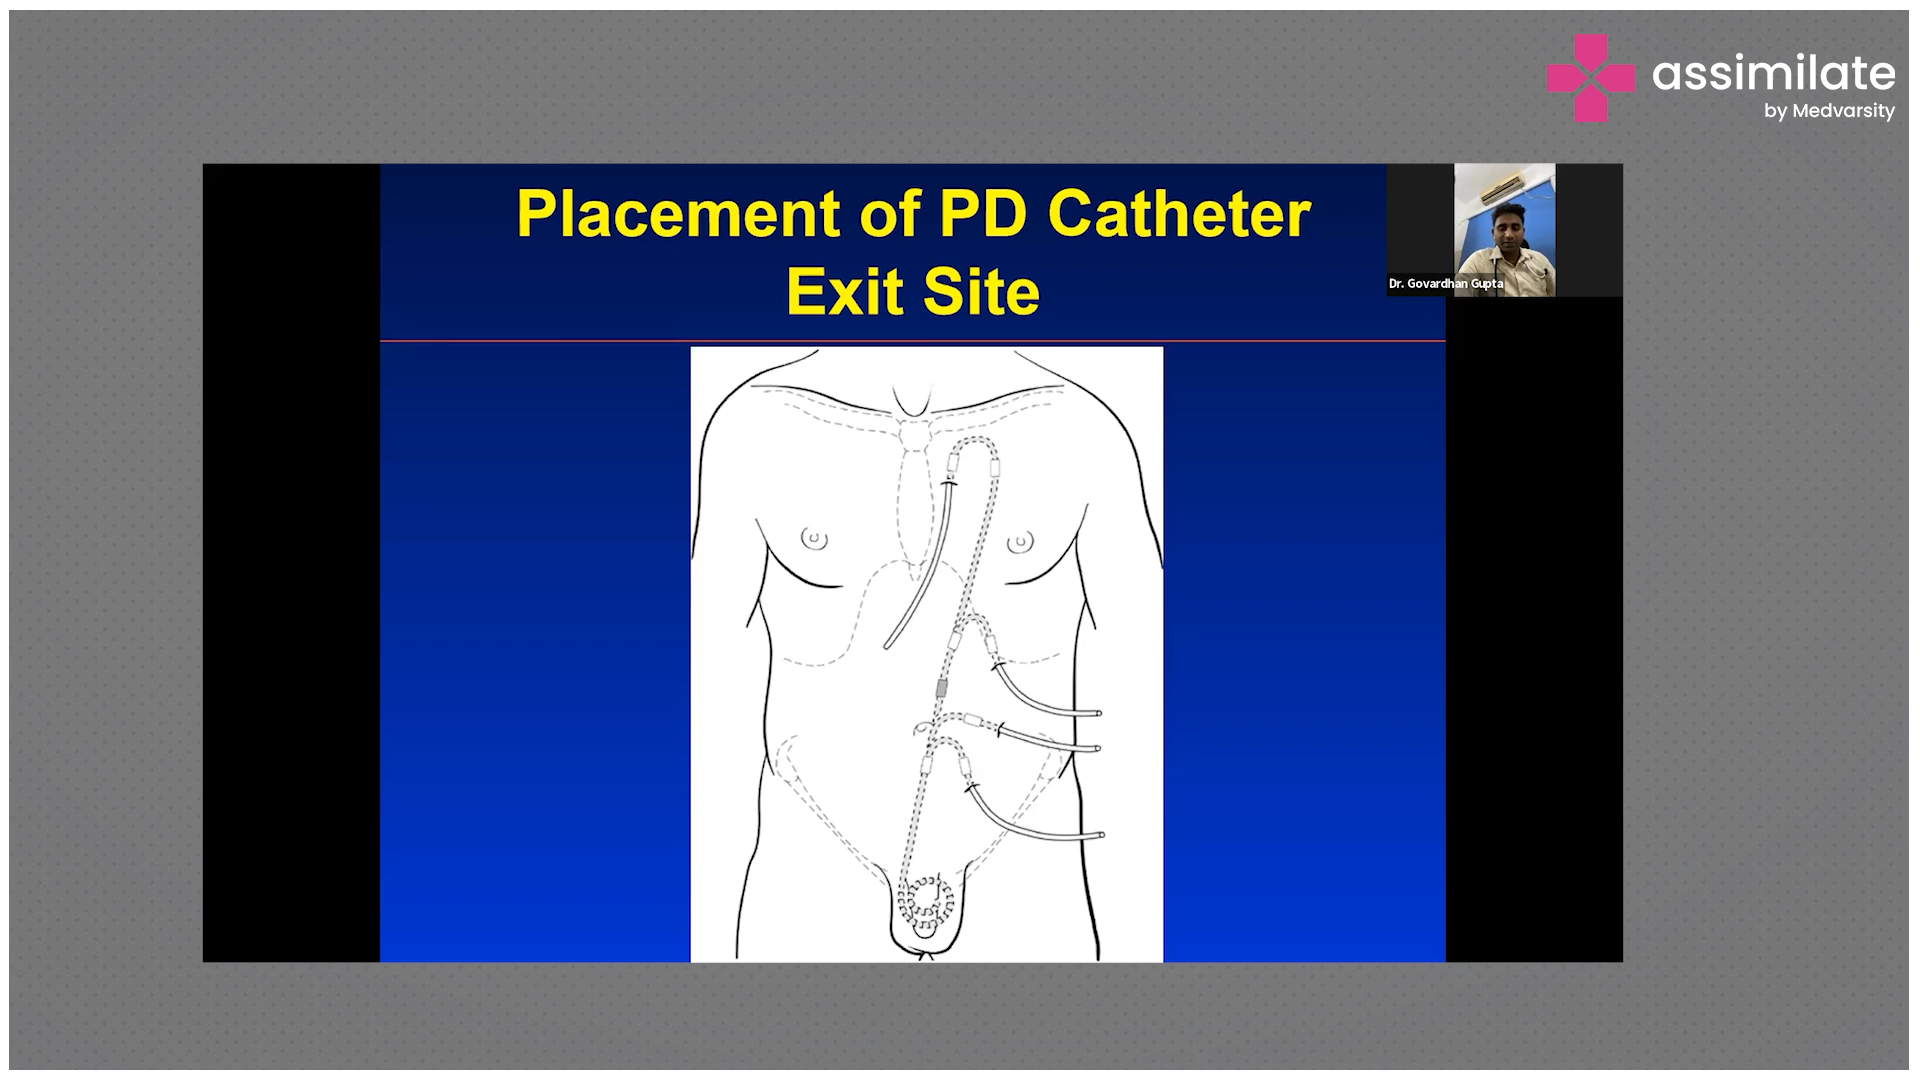 assimilate
by Medvarsity
Placement of PD Catheter
Exit Site
Dr. Govardhan Gupta